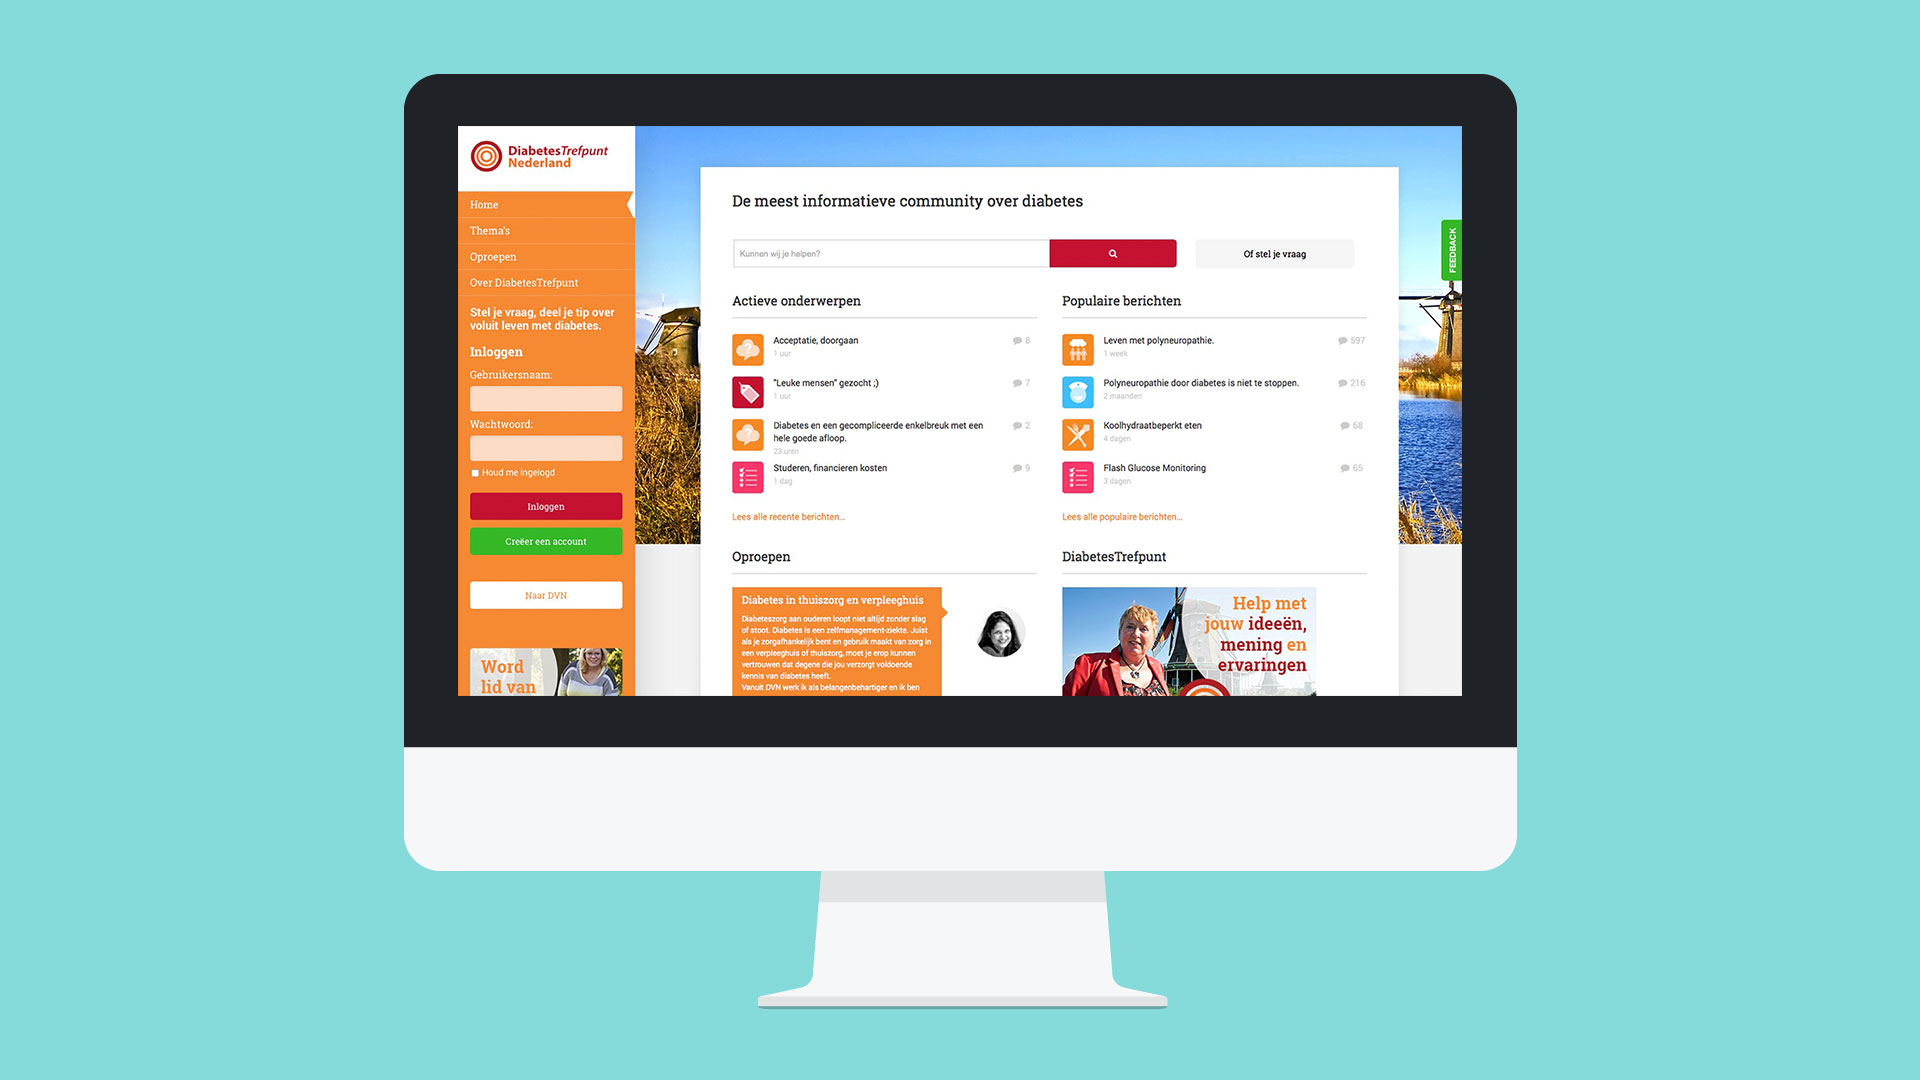 DiabetesTrefpunt
Nederland
Home
Thema's
Oproepen
Over DiabetesTrefpunt
Stel je vraag, deel je tip over
voluit leven met diabetes.
Inloggen
Gebruikersnaam:
Wachtwoord:
Houd me ingelogd
Inloggen
Creëer een account
Naar DVN
Word
lid van
De meest informatieve community over diabetes
Kunnen wij je helpen?
Of stel je vraag
FEEDBACK
Actieve onderwerpen
Acceptatie, doorgaan
8
1 uur
"Leuke mensen" gezocht ;)
7
1 uur
Diabetes en een gecompliceerde enkelbreuk met een
2
hele goede afloop.
23 uren
Studeren, financieren kosten
9
1 dag
Lees alle recente berichten...
Populaire berichten
Leven met polyneuropathie.
597
1 week
Polyneuropathie door diabetes is niet te stoppen.
216
2 maanden
Koolhydraatbeperkt eten
68
4 dagen
Flash Glucose Monitoring
65
3 dagen
Lees alle populaire berichten...
Oproepen
Diabetes in thuiszorg en verpleeghuis
Diabeteszorg aan ouderen loopt niet altijd zonder slag
of stoot. Diabetes is een zelfmanagement-ziekte. Juist
als je zorgafhankelijk bent en gebruik maakt van zorg in
een verpleeghuis of thuiszorg, moet je erop kunnen
vertrouwen dat degene die jou verzorgt voldoende
kennis van diabetes heeft.
Vanuit DVN werk ik als belangenbehartiger en ik ben
DiabetesTrefpunt
Help met
jouw ideeën,
mening en
ervaringen